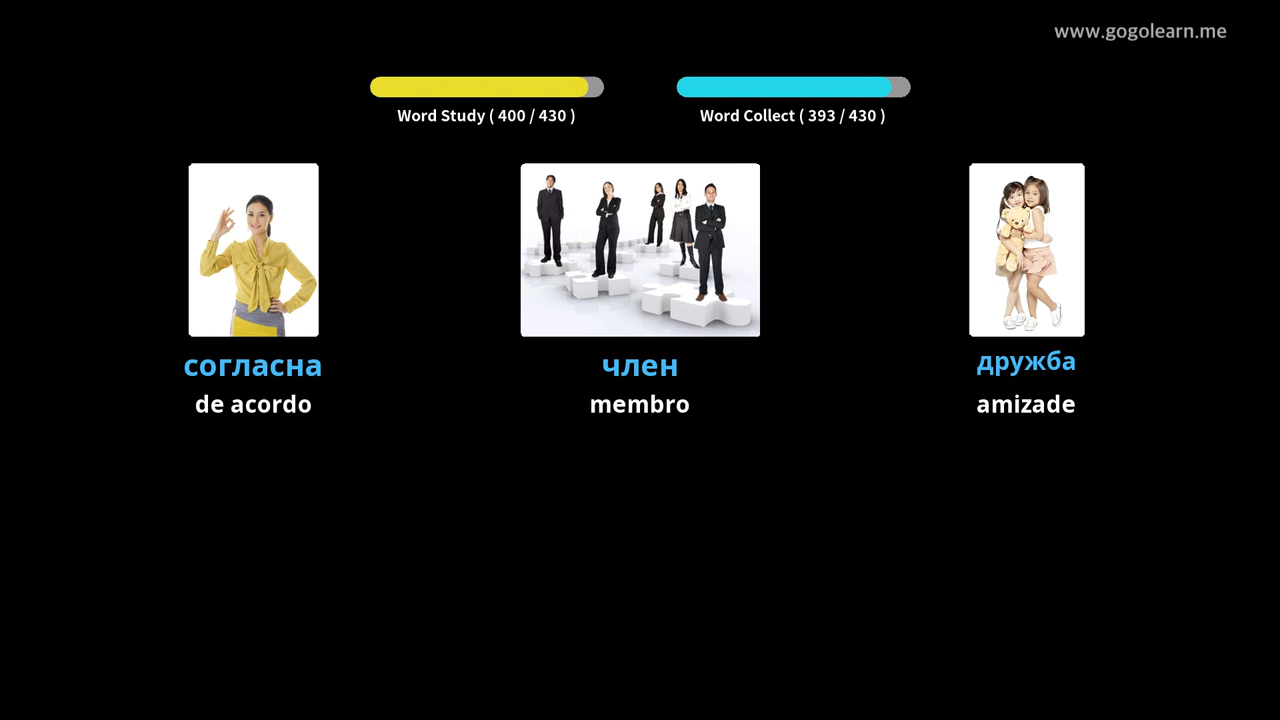 www.gogolearn.me
Word Study ( 400 / 430 )
Word Collect ( 393 / 430 )
согласна
член
дружба
de acordo
membro
amizade